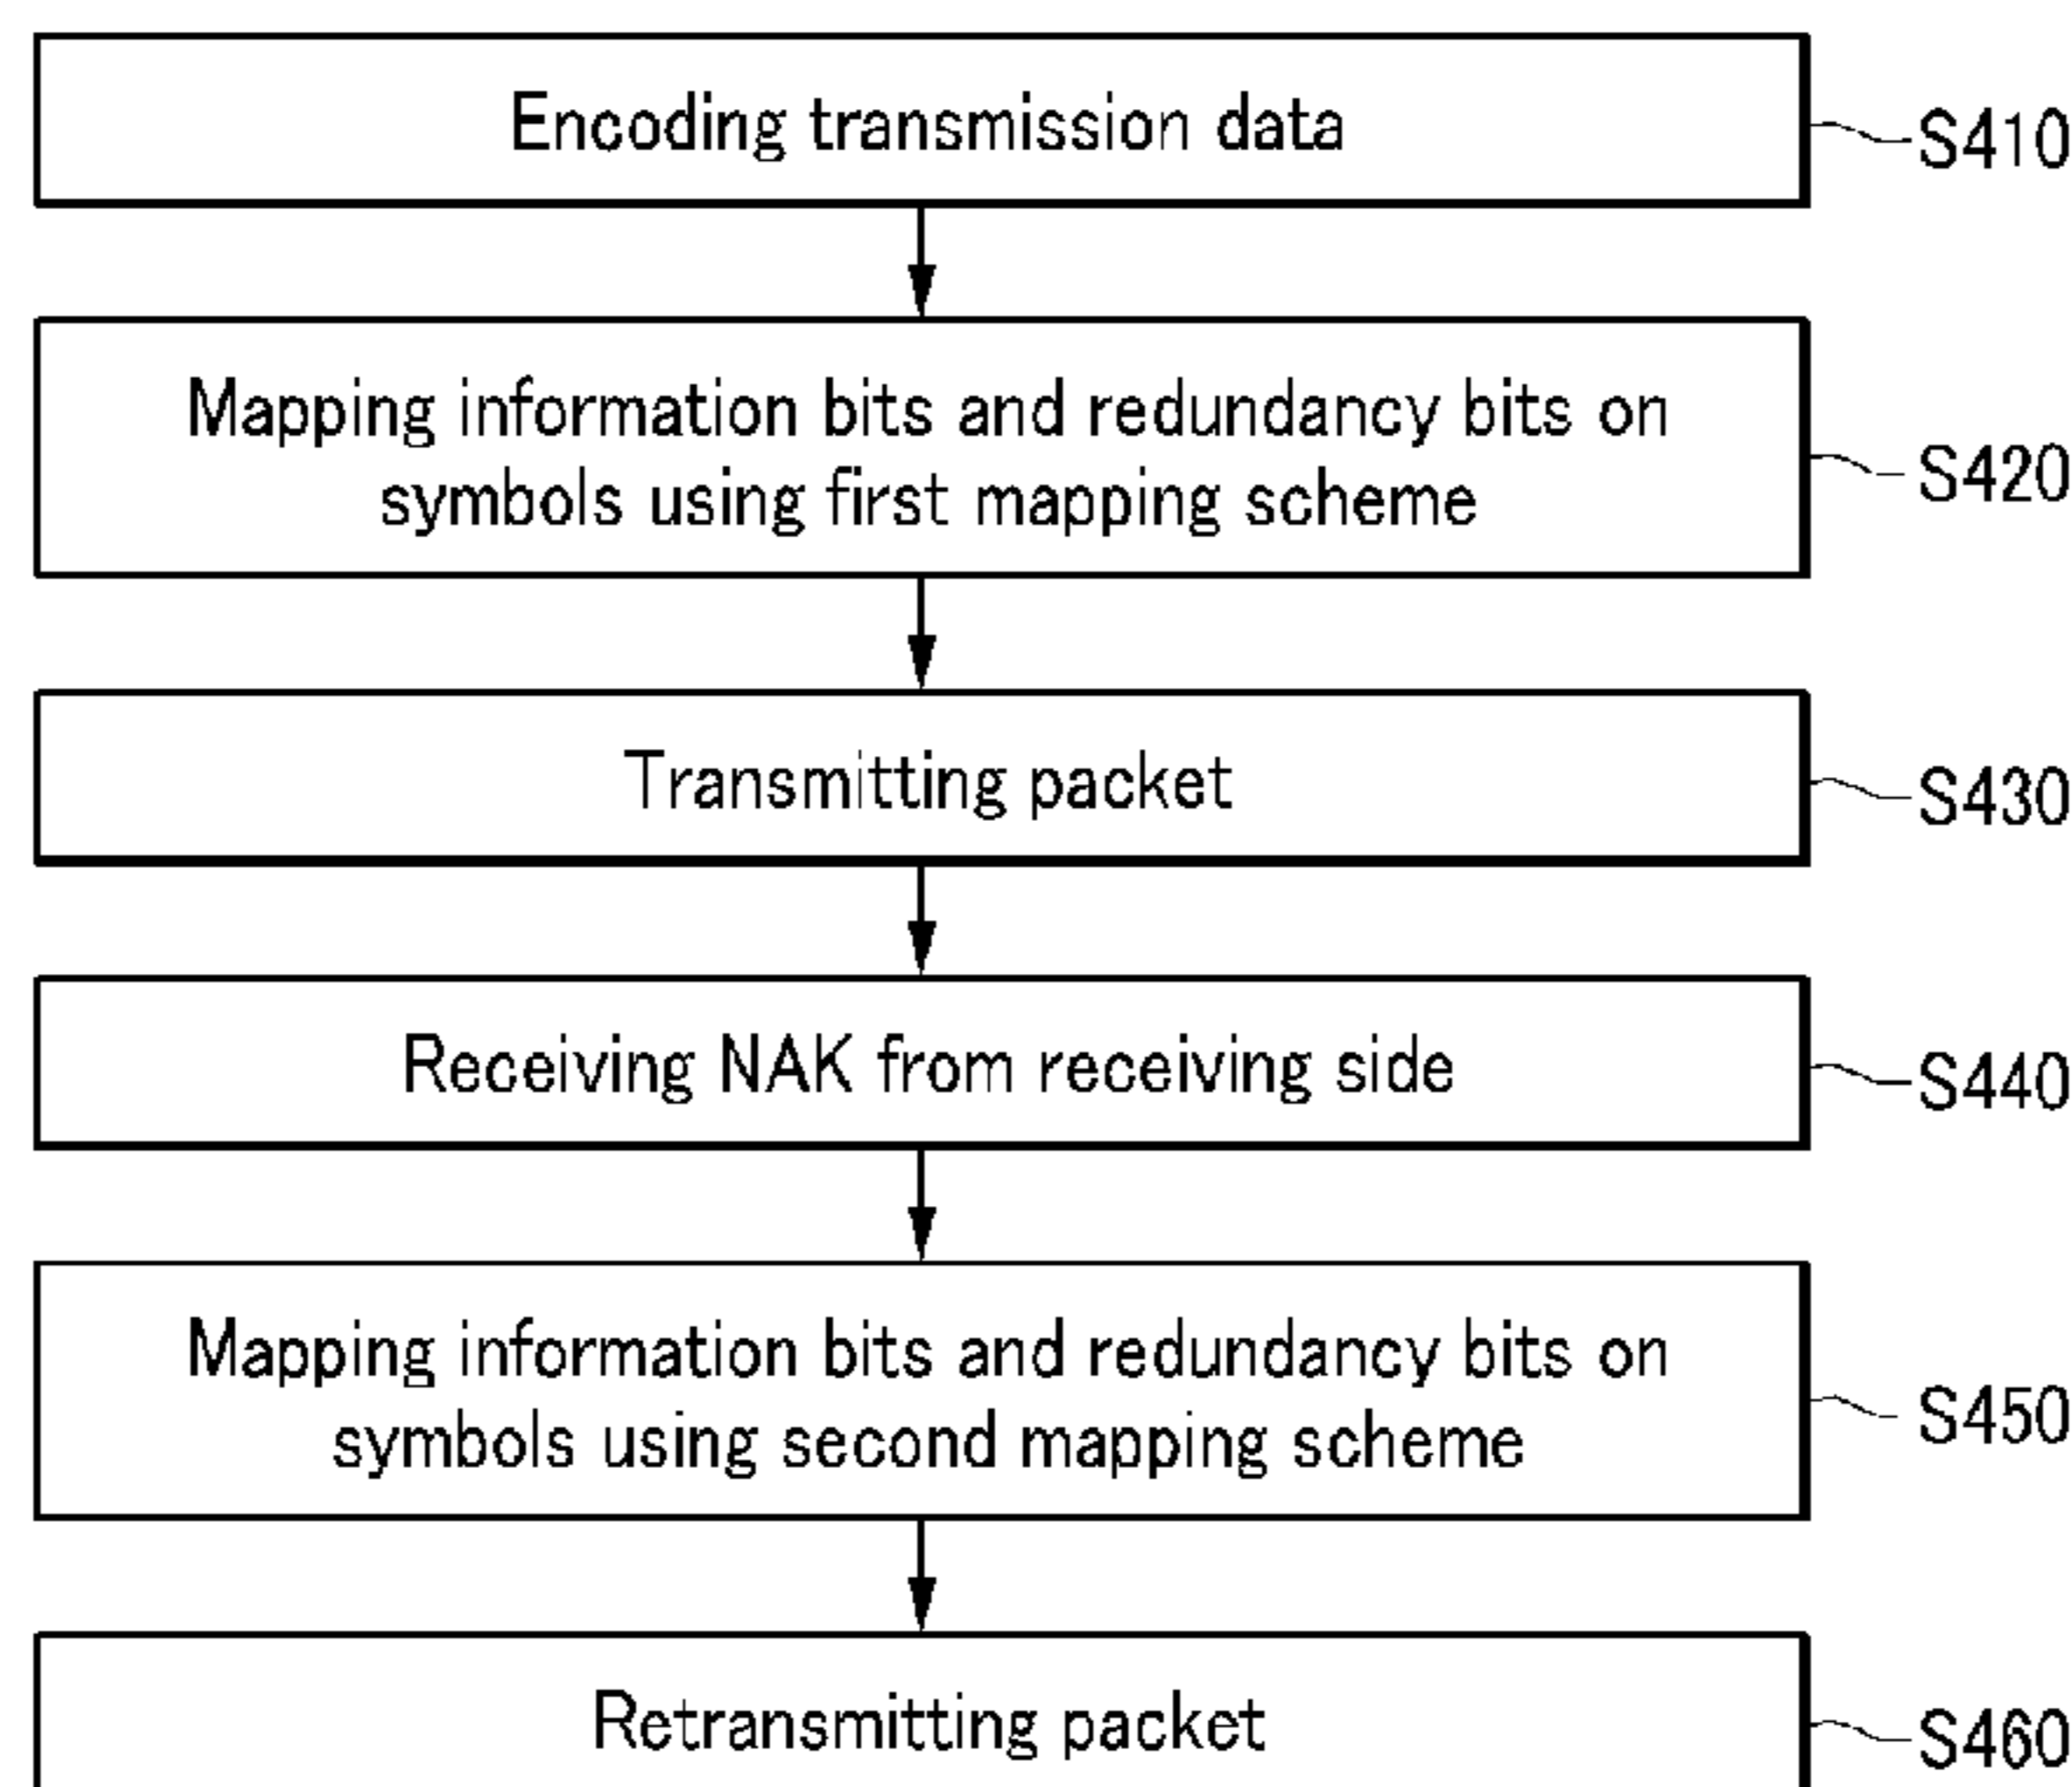 Encoding transmission data
S410
Mapping information bits and redundancy bits on
symbols using first mapping scheme
S420
Transmitting packet
S430
Receiving NAK from receiving side
S440
Mapping information bits and redundancy bits on
symbols using second mapping scheme
S450
Retransmitting packet
S460